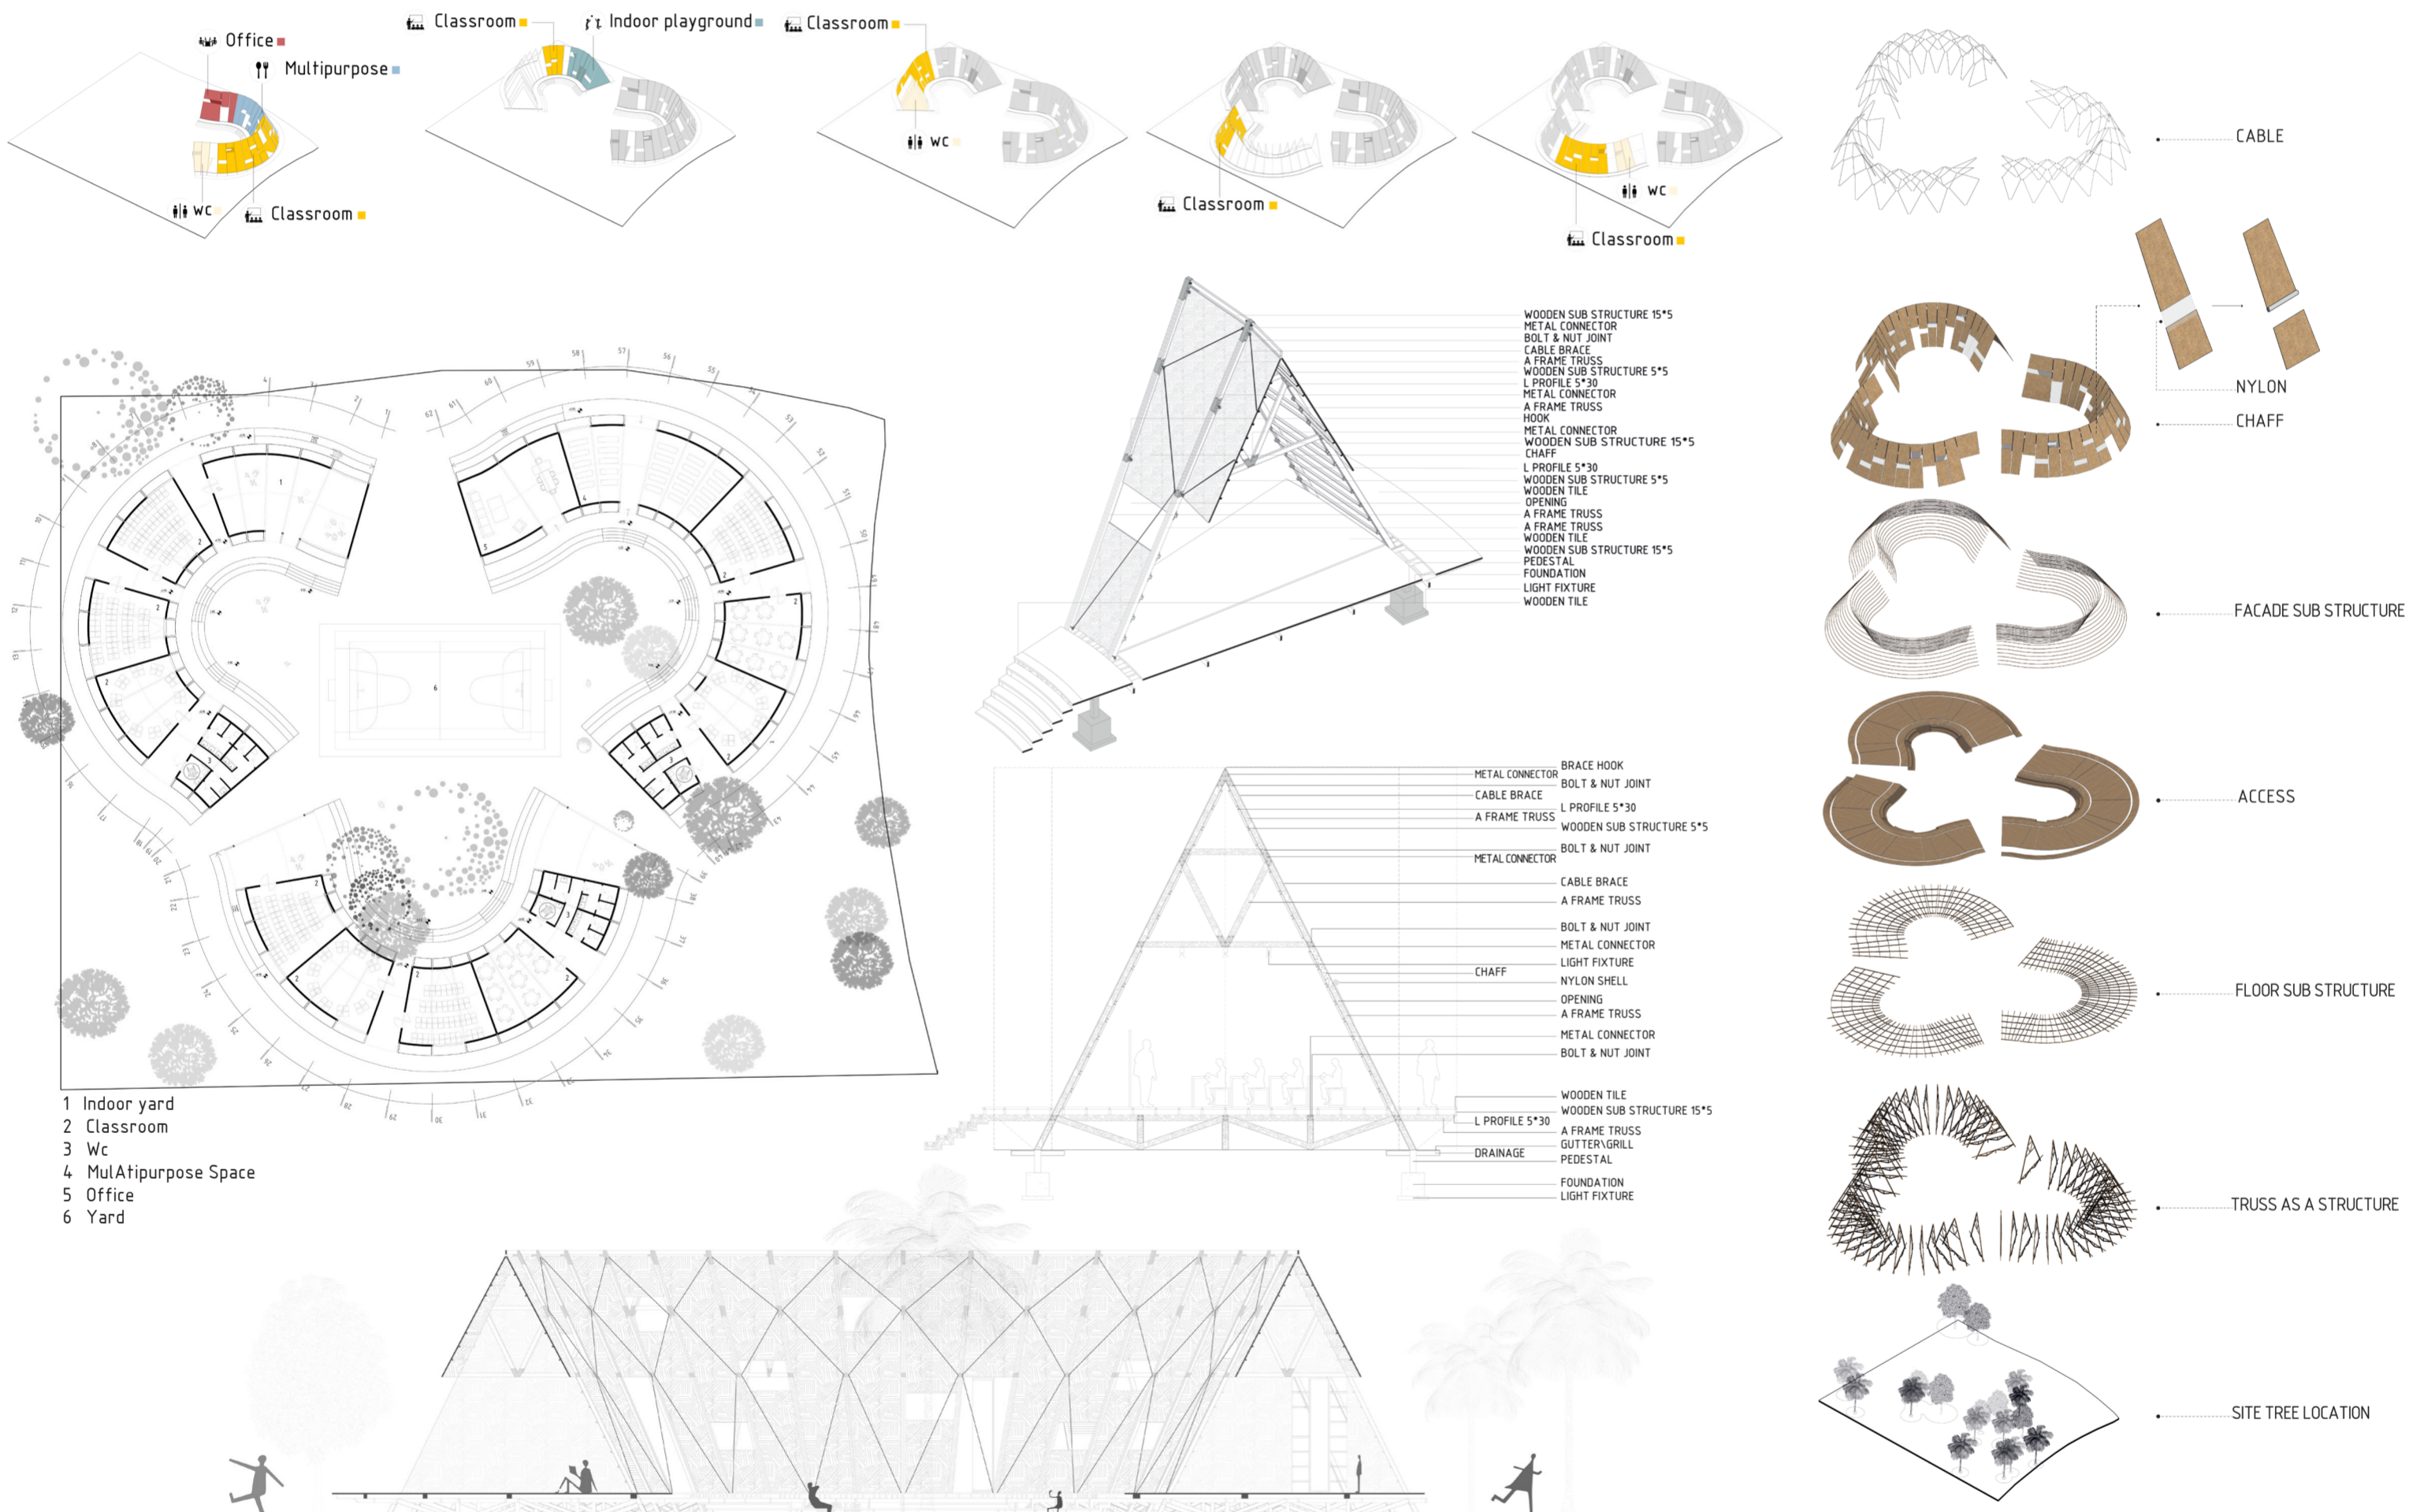 Office
Multipurpose
WC
Classroom
Classroom
Indoor playground
Classroom
WC
Classroom
WC
Classroom
CABLE
NYLON
CHAFF
FACADE SUB STRUCTURE
ACCESS
FLOOR SUB STRUCTURE
TRUSS AS A STRUCTURE
SITE TREE LOCATION
WOODEN SUB STRUCTURE 15*5
METAL CONNECTOR
BOLT & NUT JOINT
CABLE BRACE
A FRAME TRUSS
WOODEN SUB STRUCTURE 5*5
L PROFILE 5*30
METAL CONNECTOR
A FRAME TRUSS
HOOK
METAL CONNECTOR
WOODEN SUB STRUCTURE 15*5
CHAFF
L PROFILE 5*30
WOODEN SUB STRUCTURE 5*5
WOODEN TILE
OPENING
A FRAME TRUSS
A FRAME TRUSS
WOODEN TILE
WOODEN SUB STRUCTURE 15*5
PEDESTAL
FOUNDATION
LIGHT FIXTURE
WOODEN TILE
BRACE HOOK
METAL CONNECTOR
BOLT & NUT JOINT
CABLE BRACE
L PROFILE 5*30
A FRAME TRUSS
WOODEN SUB STRUCTURE 5*5
BOLT & NUT JOINT
METAL CONNECTOR
CABLE BRACE
A FRAME TRUSS
BOLT & NUT JOINT
METAL CONNECTOR
LIGHT FIXTURE
CHAFF
NYLON SHELL
OPENING
A FRAME TRUSS
METAL CONNECTOR
BOLT & NUT JOINT
WOODEN TILE
WOODEN SUB STRUCTURE 15*5
L PROFILE 5*30
A FRAME TRUSS
GUTTER\GRILL
DRAINAGE
PEDESTAL
FOUNDATION
LIGHT FIXTURE
1 Indoor yard
2 Classroom
3 Wc
4 MulAtipurpose Space
5 Office
6 Yard